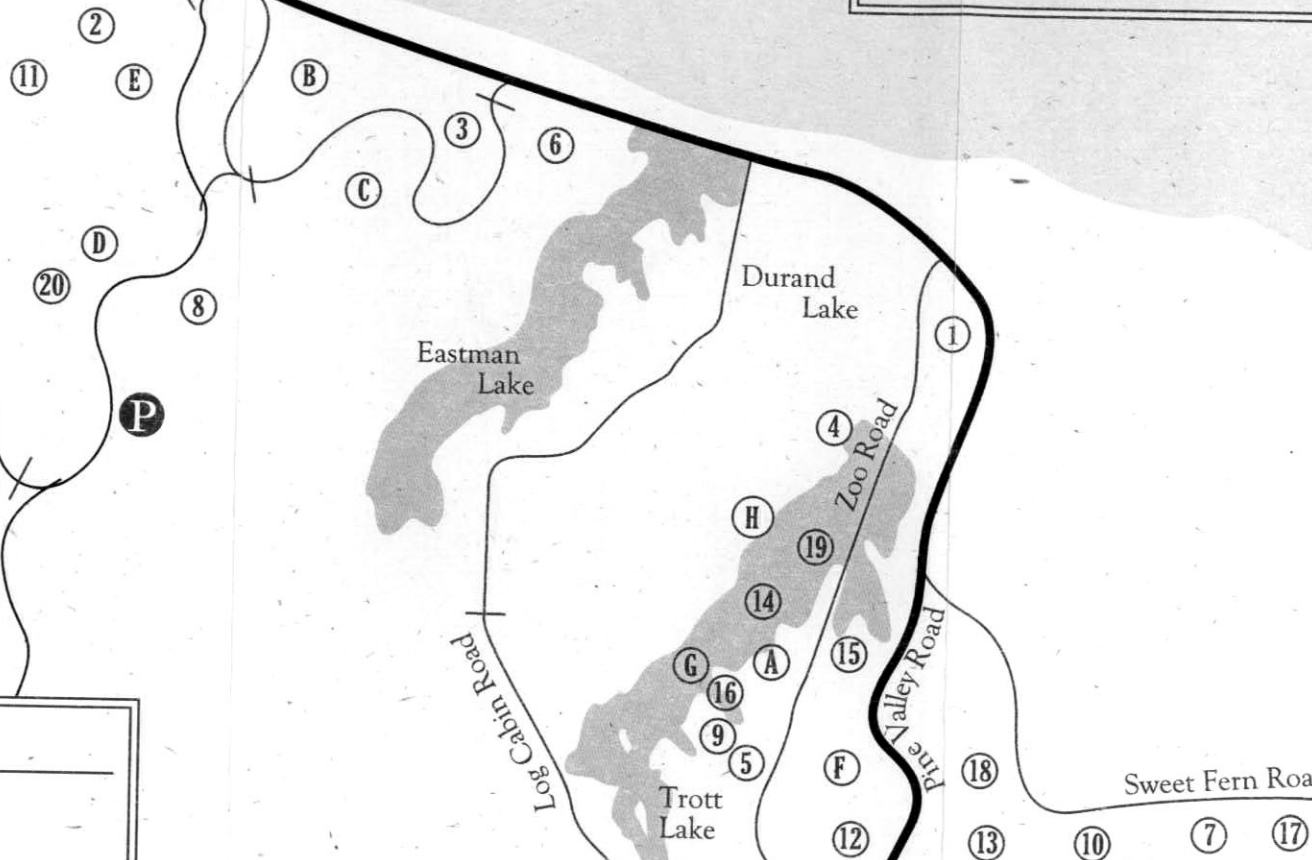 2
11
E
B
3
6
C
D
20
8
P
Durand
Lake
1
Eastman
Lake
4
Zoo Road
H
19
14
A
15
G
16
9
5
Log Cabin Road
Pine Valley Road
F
18
Sweet Fern Roa
Trott
Lake
12
13
10
7
17